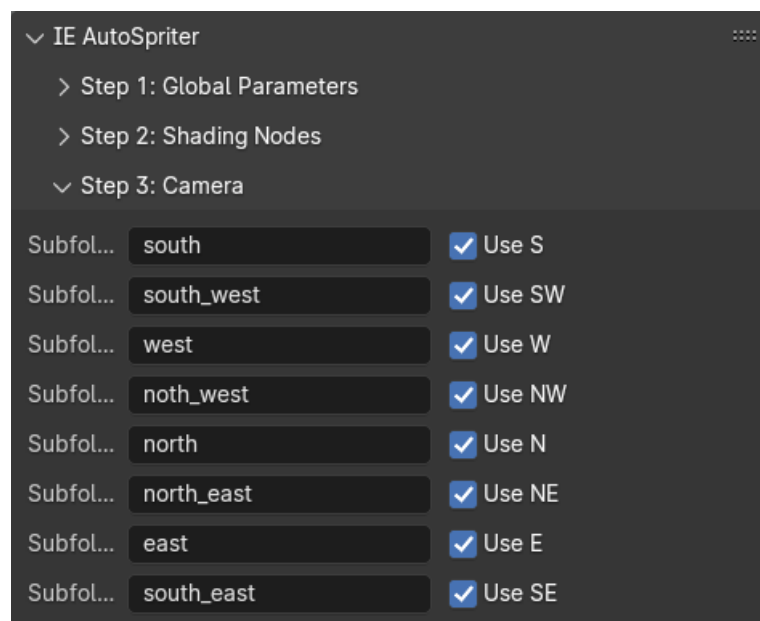 IE AutoSpriter
Step 1: Global Parameters
Step 2: Shading Nodes
Step 3: Camera
Subfol... south Use S
Subfol... south_west Use SW
Subfol... west Use W
Subfol... noth_west Use NW
Subfol... north Use N
Subfol... north_east Use NE
Subfol... east Use E
Subfol... south_east Use SE